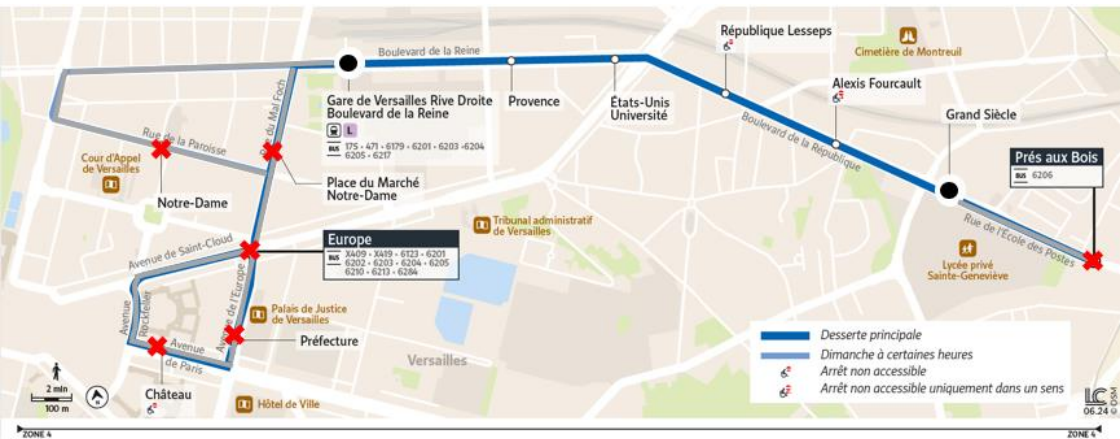 Boulevard de la Reine
République Lesseps
Cimetière de Montreuil
Gare de Versailles Rive Droite
Boulevard de la Reine
L
BUS 175 • 471 • 6179 • 6201 • 6203 • 6204
6205 • 6217
Provence
États-Unis
Université
Alexis Fourcault
Grand Siècle
Boulevard de la République
Prés aux Bois
BUS 6206
Rue de l'École des Postes
Lycée privé
Sainte-Geneviève
du Mal Foch
Rue de la Paroisse
Cour d'Appel
de Versailles
Notre-Dame
Place du Marché
Notre-Dame
Tribunal administratif
de Versailles
Avenue de Saint-Cloud
Europe
BUS X409 • X419 • 6123 • 6201
6202 • 6203 • 6204 • 6205
6210 • 6213 • 6284
Avenue de l'Europe
Avenue
Rockfeller
Palais de Justice
de Versailles
Préfecture
Avenue
de Paris
Château
Hôtel de Ville
Versailles
Desserte principale
Dimanche à certaines heures
Arrêt non accessible
Arrêt non accessible uniquement dans un sens
2 min
100 m
N
LC
06.24
© OSM
ZONE 4
ZONE 4